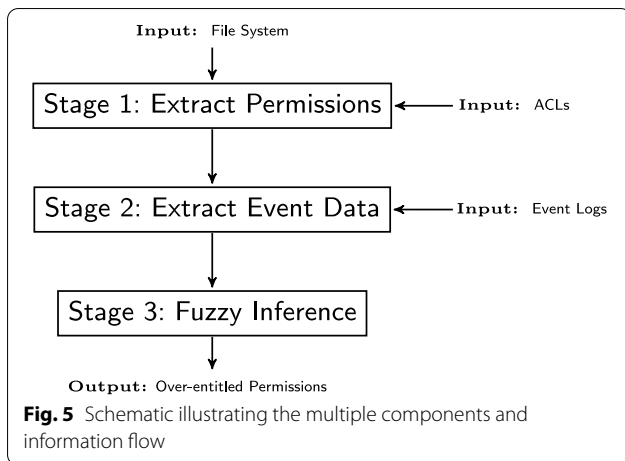 Input: File System
Stage 1: Extract Permissions
Input: ACLs
Stage 2: Extract Event Data
Input: Event Logs
Stage 3: Fuzzy Inference
Output: Over-entitled Permissions
Fig. 5 Schematic illustrating the multiple components and
information flow